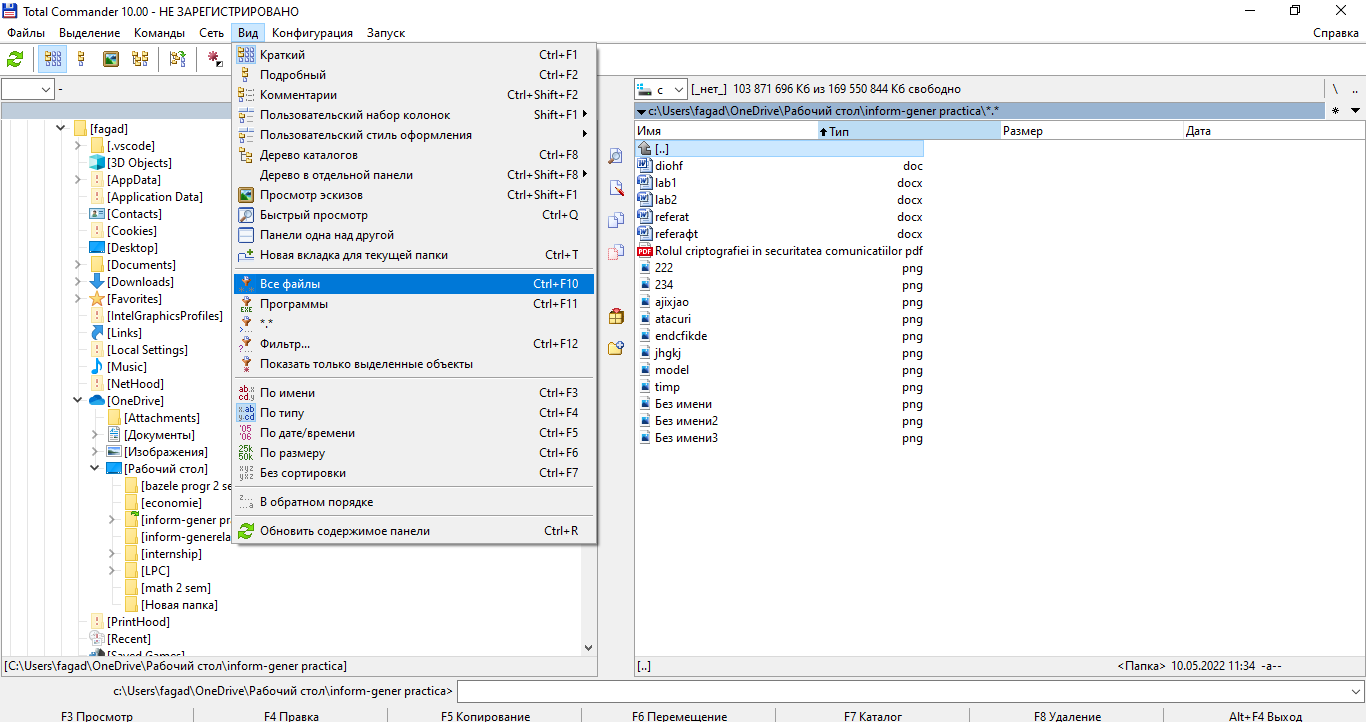 Total Commander 10.00 - НЕ ЗАРЕГИСТРИРОВАНО
Файлы Выделение Команды Сеть Вид Конфигурация Запуск Справка
Краткий Ctrl+F1
Подробный Ctrl+F2
Комментарии Ctrl+Shift+F2
Пользовательский набор колонок Shift+F1
Пользовательский стиль оформления
Дерево каталогов Ctrl+F8
Дерево в отдельной панели Ctrl+Shift+F8
Просмотр эскизов Ctrl+Shift+F1
Быстрый просмотр Ctrl+Q
Панели одна над другой
Новая вкладка для текущей папки Ctrl+T
Все файлы Ctrl+F10
EXE Программы Ctrl+F11
*.*
Фильтр... Ctrl+F12
Показать только выделенные объекты
По имени Ctrl+F3
По типу Ctrl+F4
По дате/времени Ctrl+F5
По размеру Ctrl+F6
Без сортировки Ctrl+F7
В обратном порядке
Обновить содержимое панели Ctrl+R
-
[fagad]
[.vscode]
[3D Objects]
[AppData]
[Application Data]
[Contacts]
[Cookies]
[Desktop]
[Documents]
[Downloads]
[Favorites]
[IntelGraphicsProfiles]
[Links]
[Local Settings]
[Music]
[NetHood]
[OneDrive]
[Attachments]
[Документы]
[Изображения]
[Рабочий стол]
[bazele progr 2 se
[economie]
[inform-gener pr
[inform-generela
[internship]
[LPC]
[math 2 sem]
[Новая папка]
[PrintHood]
[Recent]
[Saved Games]
[C:\Users\fagad\OneDrive\Рабочий стол\inform-gener practica]
c [_нет_] 103 871 696 Кб из 169 550 844 Кб свободно \ ..
c:\Users\fagad\OneDrive\Рабочий стол\inform-gener practica\*.* *
Имя Тип Размер Дата
[..]
diohf doc
lab1 docx
lab2 docx
referat docx
referaфt docx
Rolul criptografiei in securitatea comunicatiilor pdf
222 png
234 png
ajixjao png
atacuri png
endcfikde png
jhgkj png
model png
timp png
Без имени png
Без имени2 png
Без имени3 png
[..] <Папка> 10.05.2022 11:34 -a--
c:\Users\fagad\OneDrive\Рабочий стол\inform-gener practica>
F3 Просмотр F4 Правка F5 Копирование F6 Перемещение F7 Каталог F8 Удаление Alt+F4 Выход